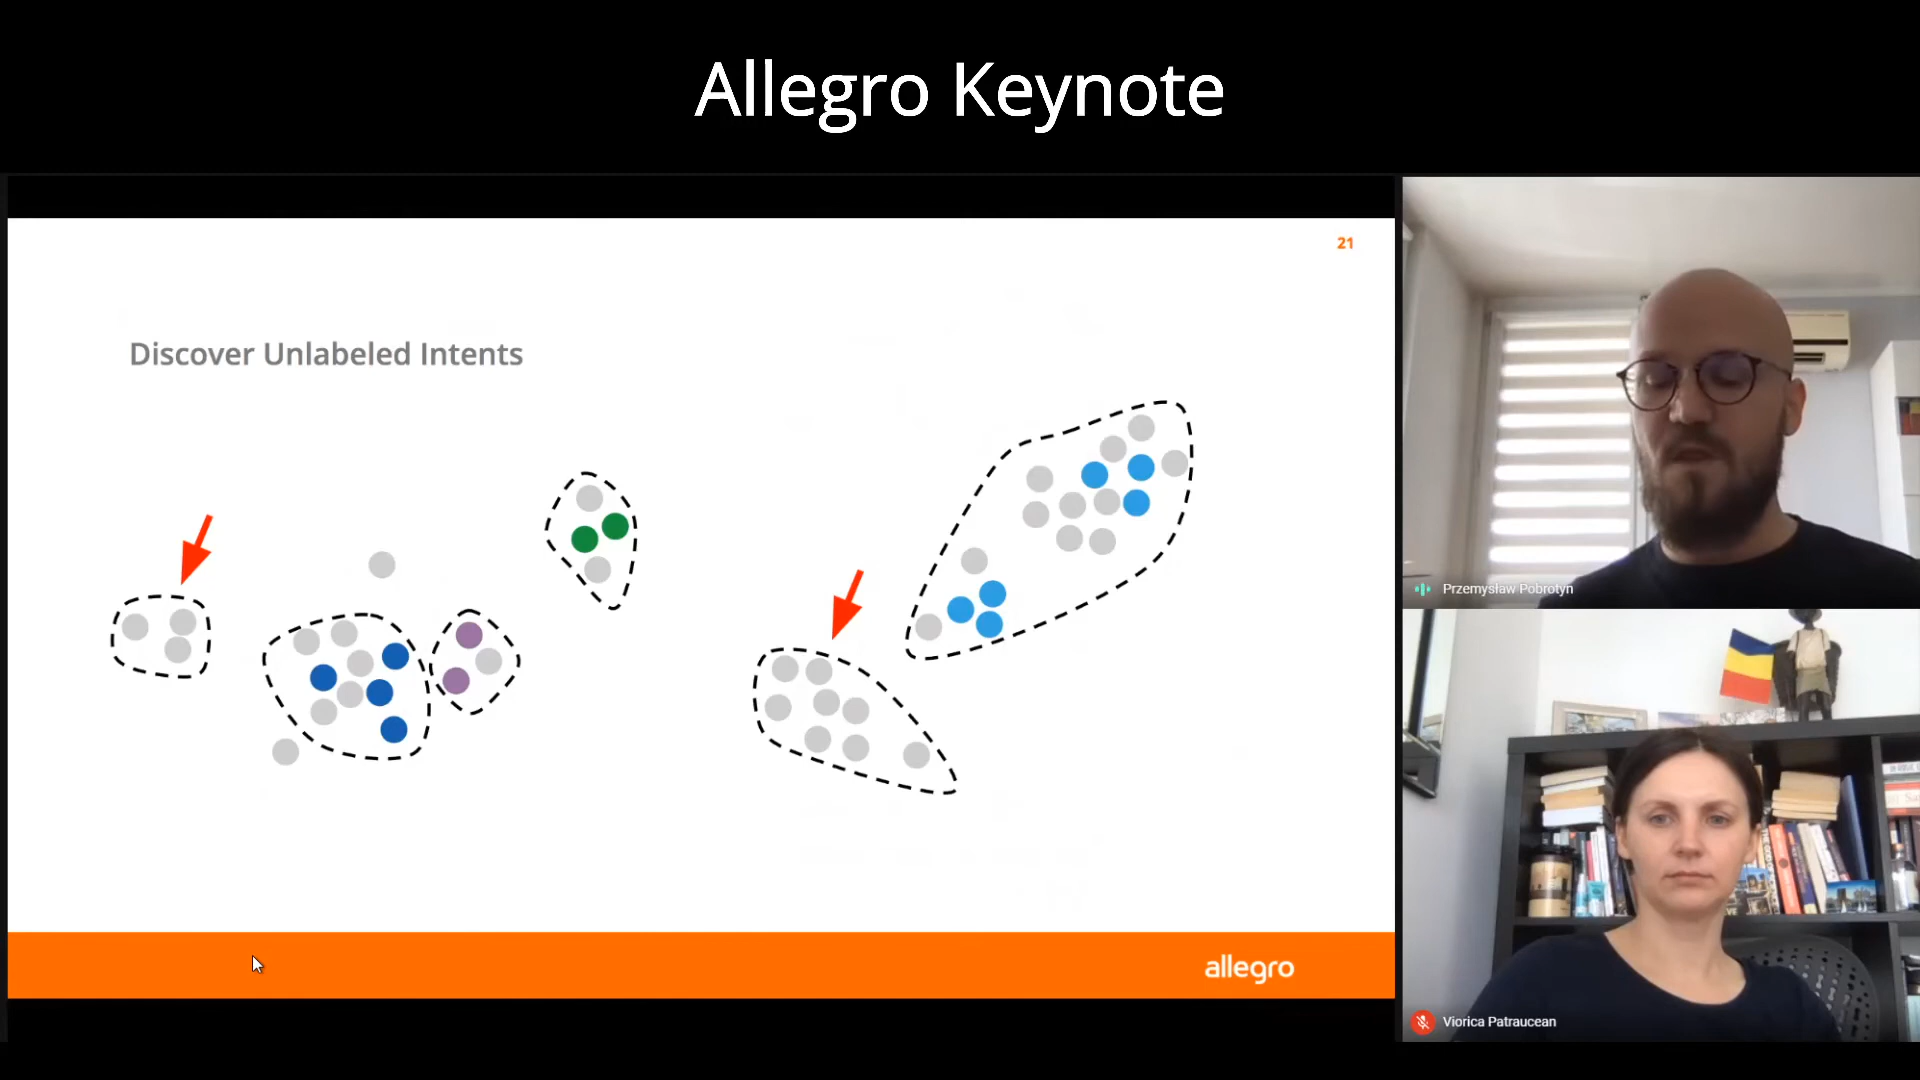 Allegro Keynote
21
Discover Unlabeled Intents
allegro
Przemysław Pobrotyn
Viorica Patraucean